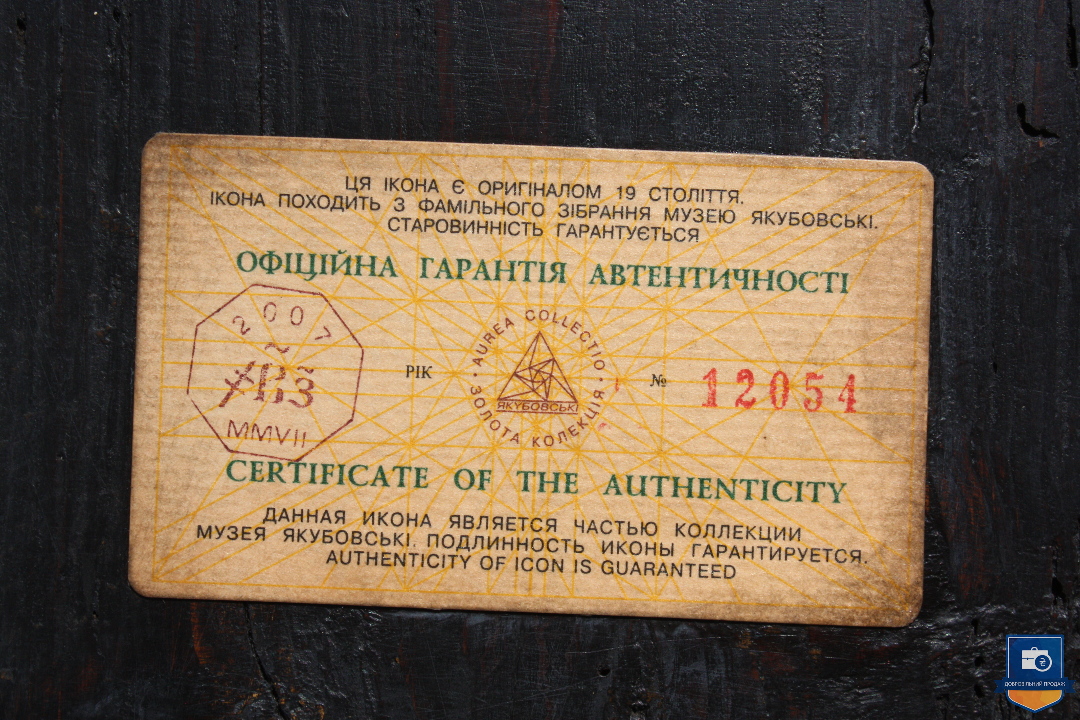 ЦЯ ІКОНА Є ОРИГІНАЛОМ 19 СТОЛІТТЯ.
ІКОНА ПОХОДИТЬ З ФАМІЛЬНОГО ЗІБРАННЯ МУЗЕЮ ЯКУБОВСЬКІ.
СТАРОВИННІСТЬ ГАРАНТУЄТЬСЯ
ОФІЦІЙНА ГАРАНТІЯ АВТЕНТИЧНОСТІ
2007
MMVII
РІК
AUREA COLLECTIO
ЯКУБОВСЬКІ
ЗОЛОТА КОЛЕКЦІЯ
№ 12054
CERTIFICATE OF THE AUTHENTICITY
ДАННАЯ ИКОНА ЯВЛЯЕТСЯ ЧАСТЬЮ КОЛЛЕКЦИИ
МУЗЕЯ ЯКУБОВСЬКІ. ПОДЛИННОСТЬ ИКОНЫ ГАРАНТИРУЕТСЯ.
AUTHENTICITY OF ICON IS GUARANTEED
ДОБРОВІЛЬНИЙ ПРОДАЖ